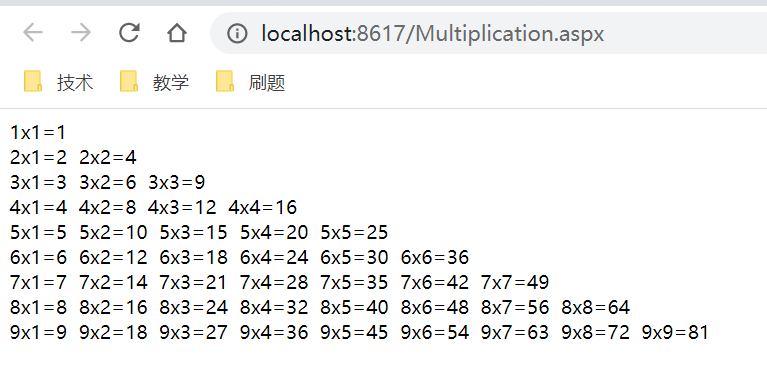 localhost:8617/Multiplication.aspx
技术 教学 刷题
1x1=1
2x1=2 2x2=4
3x1=3 3x2=6 3x3=9
4x1=4 4x2=8 4x3=12 4x4=16
5x1=5 5x2=10 5x3=15 5x4=20 5x5=25
6x1=6 6x2=12 6x3=18 6x4=24 6x5=30 6x6=36
7x1=7 7x2=14 7x3=21 7x4=28 7x5=35 7x6=42 7x7=49
8x1=8 8x2=16 8x3=24 8x4=32 8x5=40 8x6=48 8x7=56 8x8=64
9x1=9 9x2=18 9x3=27 9x4=36 9x5=45 9x6=54 9x7=63 9x8=72 9x9=81